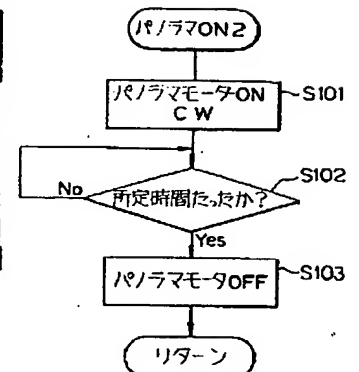 パノラマON2
パノラマモータON
CW
S101
所定時間たったか?
S102
No
Yes
パノラマモータOFF
S103
リターン